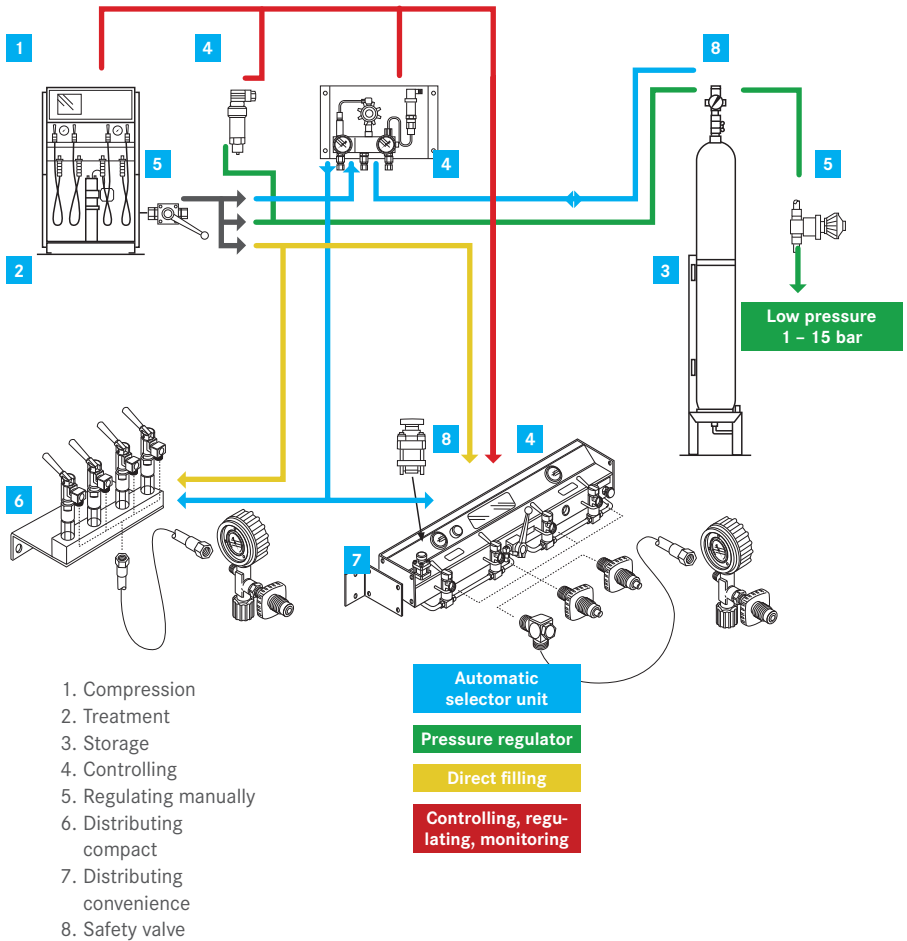 1
4
8
5
4
5
2
3
Low pressure
1 – 15 bar
8
4
6
7
1. Compression
2. Treatment
3. Storage
4. Controlling
5. Regulating manually
6. Distributing
compact
7. Distributing
convenience
8. Safety valve
Automatic
selector unit
Pressure regulator
Direct filling
Controlling, regu-
lating, monitoring